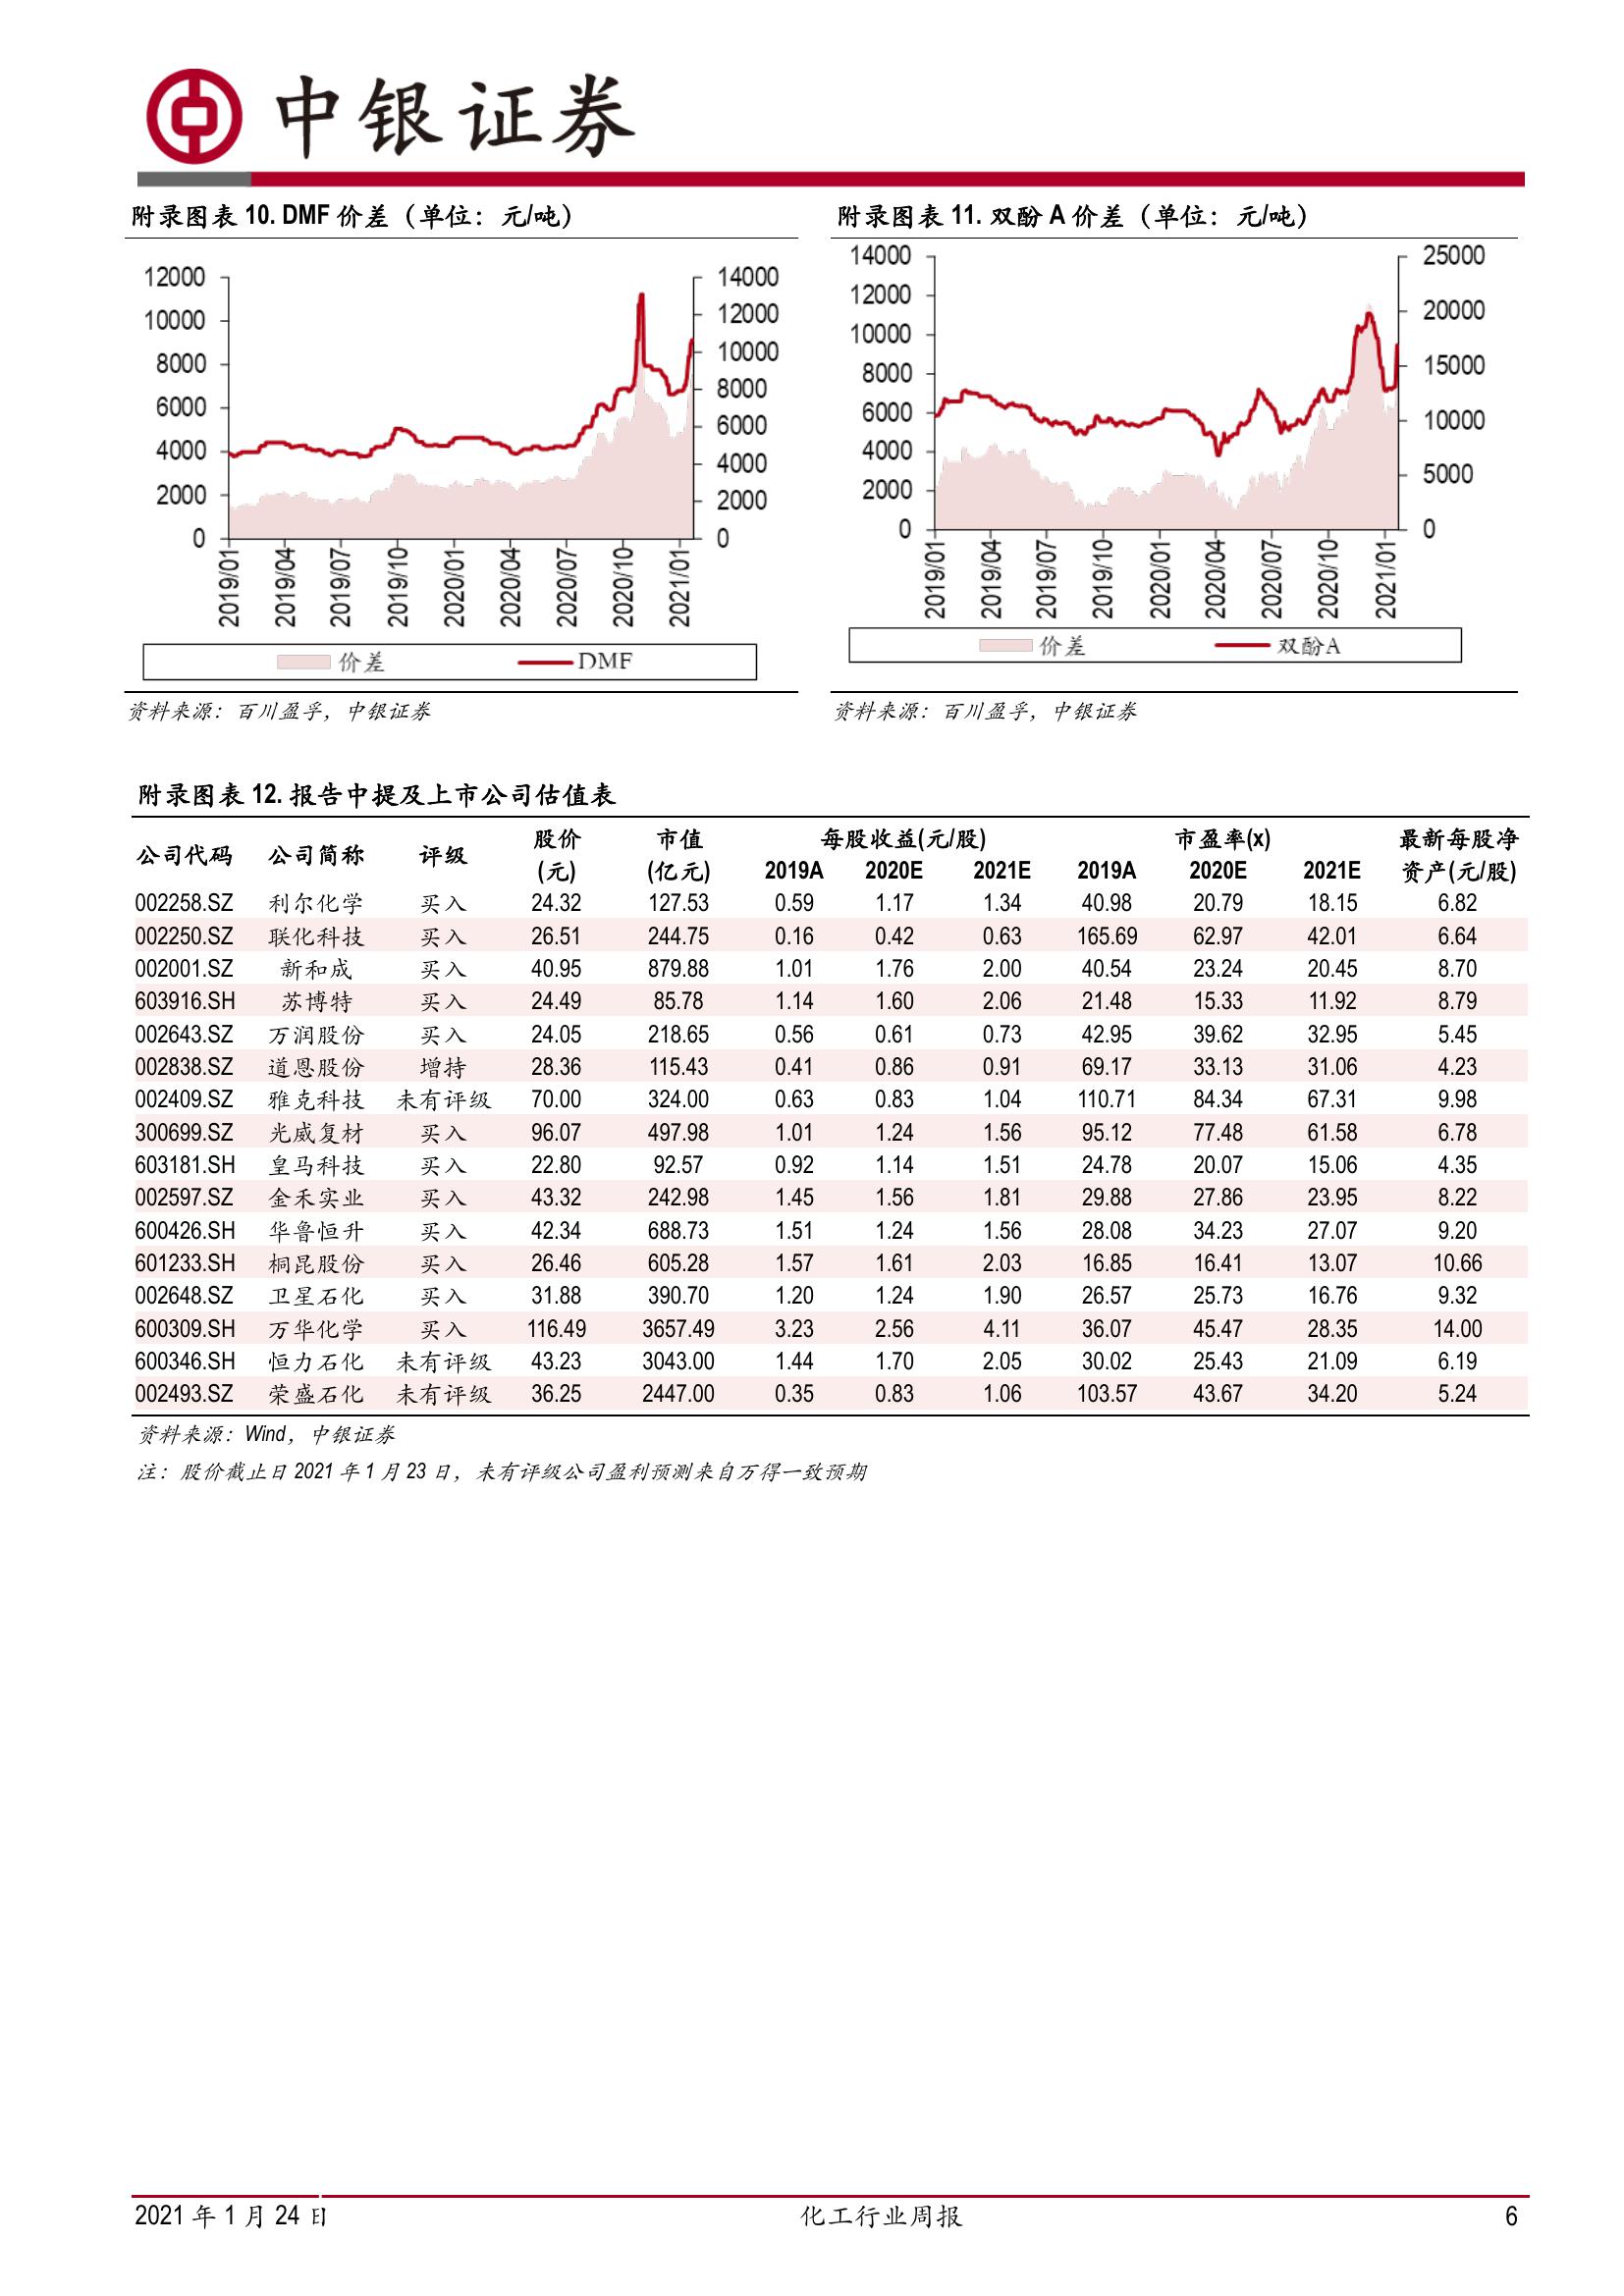 中银证券
附录图表 10. DMF 价差（单位：元/吨）
12000
10000
8000
6000
4000
2000
0
14000
12000
10000
8000
6000
4000
2000
0
2019/01 2019/04 2019/07 2019/10 2020/01 2020/04 2020/07 2020/10 2021/01
价差 DMF
资料来源：百川盈孚，中银证券
附录图表 11. 双酚 A 价差（单位：元/吨）
14000
12000
10000
8000
6000
4000
2000
0
25000
20000
15000
10000
5000
0
2019/01 2019/04 2019/07 2019/10 2020/01 2020/04 2020/07 2020/10 2021/01
价差 双酚A
资料来源：百川盈孚，中银证券
附录图表 12. 报告中提及上市公司估值表
公司代码 公司简称 评级 股价 市值 每股收益(元/股) 市盈率(x) 最新每股净
(元) (亿元) 2019A 2020E 2021E 2019A 2020E 2021E 资产(元/股)
002258.SZ 利尔化学 买入 24.32 127.53 0.59 1.17 1.34 40.98 20.79 18.15 6.82
002250.SZ 联化科技 买入 26.51 244.75 0.16 0.42 0.63 165.69 62.97 42.01 6.64
002001.SZ 新和成 买入 40.95 879.88 1.01 1.76 2.00 40.54 23.24 20.45 8.70
603916.SH 苏博特 买入 24.49 85.78 1.14 1.60 2.06 21.48 15.33 11.92 8.79
002643.SZ 万润股份 买入 24.05 218.65 0.56 0.61 0.73 42.95 39.62 32.95 5.45
002838.SZ 道恩股份 增持 28.36 115.43 0.41 0.86 0.91 69.17 33.13 31.06 4.23
002409.SZ 雅克科技 未有评级 70.00 324.00 0.63 0.83 1.04 110.71 84.34 67.31 9.98
300699.SZ 光威复材 买入 96.07 497.98 1.01 1.24 1.56 95.12 77.48 61.58 6.78
603181.SH 皇马科技 买入 22.80 92.57 0.92 1.14 1.51 24.78 20.07 15.06 4.35
002597.SZ 金禾实业 买入 43.32 242.98 1.45 1.56 1.81 29.88 27.86 23.95 8.22
600426.SH 华鲁恒升 买入 42.34 688.73 1.51 1.24 1.56 28.08 34.23 27.07 9.20
601233.SH 桐昆股份 买入 26.46 605.28 1.57 1.61 2.03 16.85 16.41 13.07 10.66
002648.SZ 卫星石化 买入 31.88 390.70 1.20 1.24 1.90 26.57 25.73 16.76 9.32
600309.SH 万华化学 买入 116.49 3657.49 3.23 2.56 4.11 36.07 45.47 28.35 14.00
600346.SH 恒力石化 未有评级 43.23 3043.00 1.44 1.70 2.05 30.02 25.43 21.09 6.19
002493.SZ 荣盛石化 未有评级 36.25 2447.00 0.35 0.83 1.06 103.57 43.67 34.20 5.24
资料来源：Wind，中银证券
注：股价截止日 2021 年 1 月 23 日，未有评级公司盈利预测来自万得一致预期
2021 年 1 月 24 日 化工行业周报 6